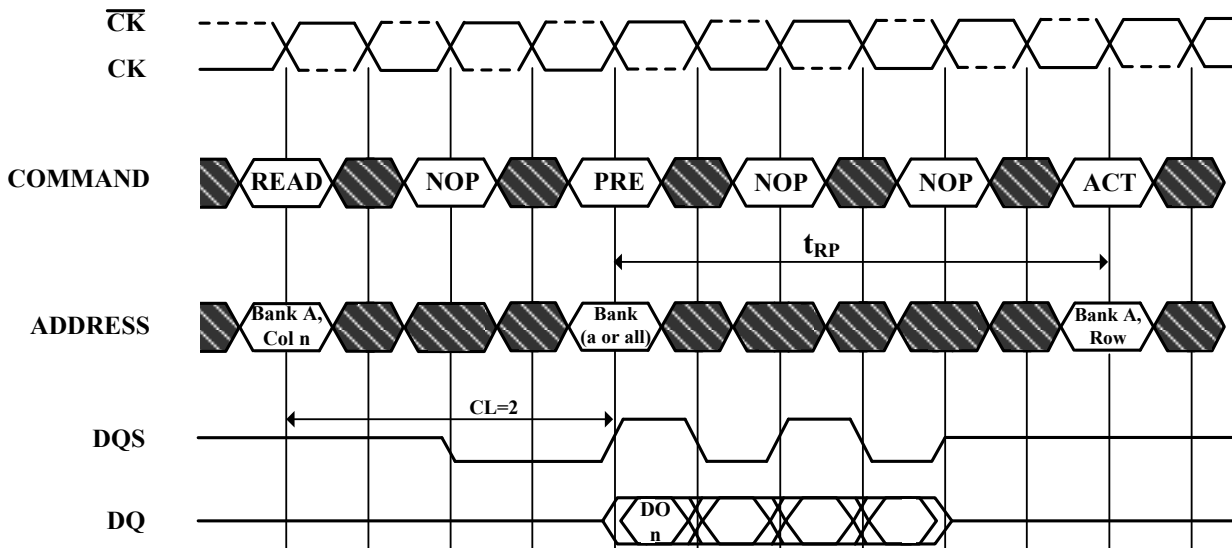 CK
CK
COMMAND
READ NOP PRE NOP NOP ACT
tRP
ADDRESS
Bank A,
Col n
Bank
(a or all)
Bank A,
Row
CL=2
DQS
DQ
DO
n